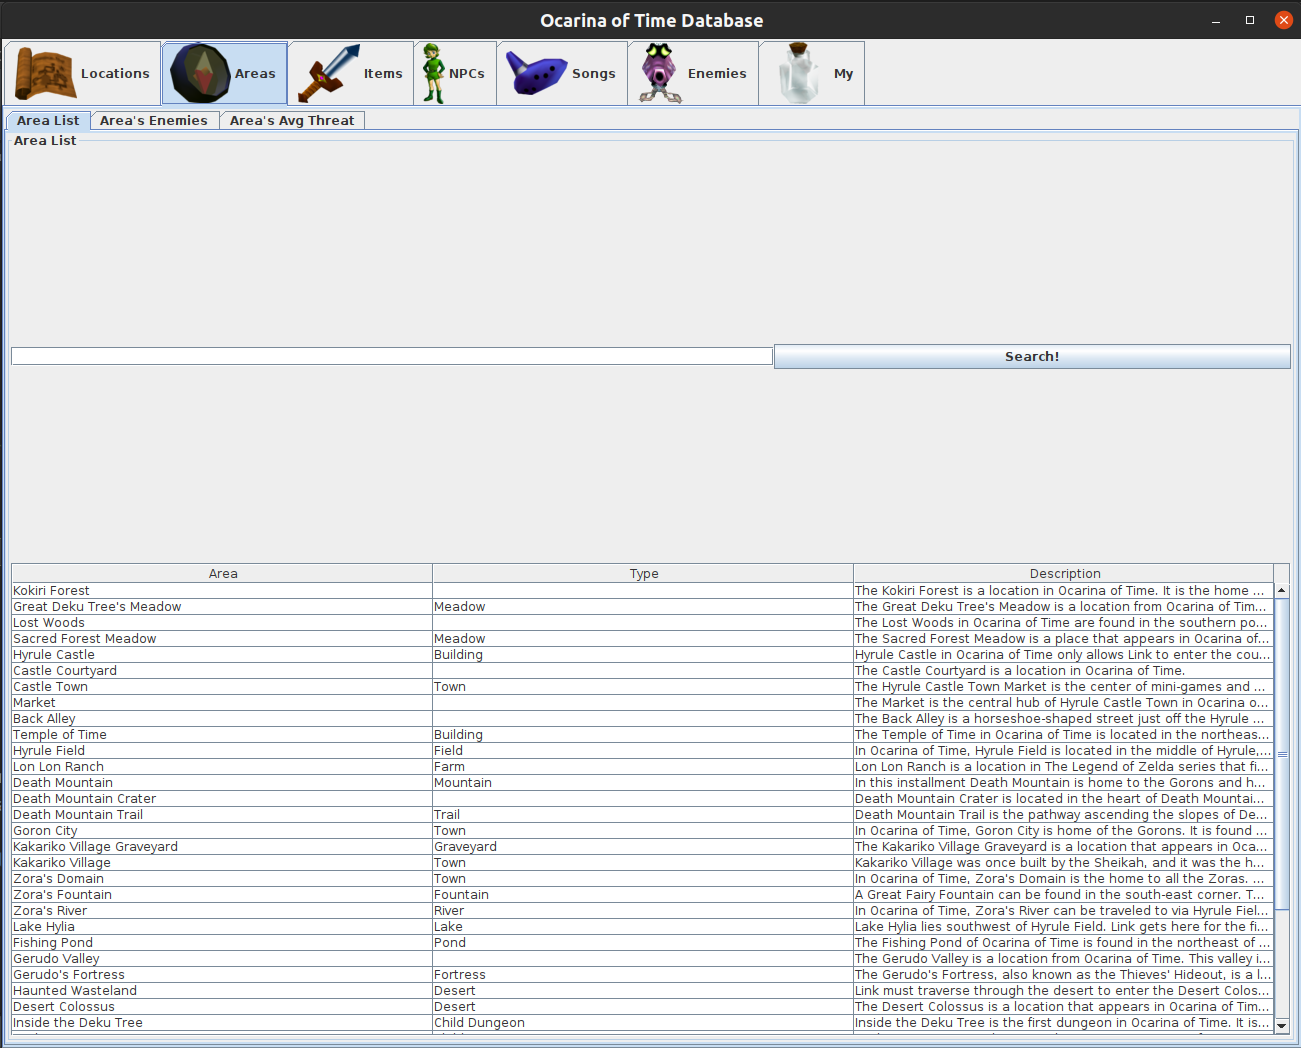 Ocarina of Time Database
Locations Areas Items NPCs Songs Enemies My
Area List Area's Enemies Area's Avg Threat
Area List
Search!
Area Type Description
Kokiri Forest The Kokiri Forest is a location in Ocarina of Time. It is the home ...
Great Deku Tree's Meadow Meadow The Great Deku Tree's Meadow is a location from Ocarina of Tim...
Lost Woods The Lost Woods in Ocarina of Time are found in the southern po...
Sacred Forest Meadow Meadow The Sacred Forest Meadow is a place that appears in Ocarina of...
Hyrule Castle Building Hyrule Castle in Ocarina of Time only allows Link to enter the cou...
Castle Courtyard The Castle Courtyard is a location in Ocarina of Time.
Castle Town Town The Hyrule Castle Town Market is the center of mini-games and ...
Market The Market is the central hub of Hyrule Castle Town in Ocarina o...
Back Alley The Back Alley is a horseshoe-shaped street just off the Hyrule ...
Temple of Time Building The Temple of Time in Ocarina of Time is located in the northeas...
Hyrule Field Field In Ocarina of Time, Hyrule Field is located in the middle of Hyrule,...
Lon Lon Ranch Farm Lon Lon Ranch is a location in The Legend of Zelda series that fi...
Death Mountain Mountain In this installment Death Mountain is home to the Gorons and h...
Death Mountain Crater Death Mountain Crater is located in the heart of Death Mountai...
Death Mountain Trail Trail Death Mountain Trail is the pathway ascending the slopes of De...
Goron City Town In Ocarina of Time, Goron City is home of the Gorons. It is found ...
Kakariko Village Graveyard Graveyard The Kakariko Village Graveyard is a location that appears in Oca...
Kakariko Village Town Kakariko Village was once built by the Sheikah, and it was the h...
Zora's Domain Town In Ocarina of Time, Zora's Domain is the home to all the Zoras. ...
Zora's Fountain Fountain A Great Fairy Fountain can be found in the south-east corner. T...
Zora's River River In Ocarina of Time, Zora's River can be traveled to via Hyrule Fiel...
Lake Hylia Lake Lake Hylia lies southwest of Hyrule Field. Link gets here for the fi...
Fishing Pond Pond The Fishing Pond of Ocarina of Time is found in the northeast of ...
Gerudo Valley The Gerudo Valley is a location from Ocarina of Time. This valley i...
Gerudo's Fortress Fortress The Gerudo's Fortress, also known as the Thieves' Hideout, is a l...
Haunted Wasteland Desert Link must traverse through the desert to enter the Desert Colos...
Desert Colossus Desert The Desert Colossus is a location that appears in Ocarina of Tim...
Inside the Deku Tree Child Dungeon Inside the Deku Tree is the first dungeon in Ocarina of Time. It is...